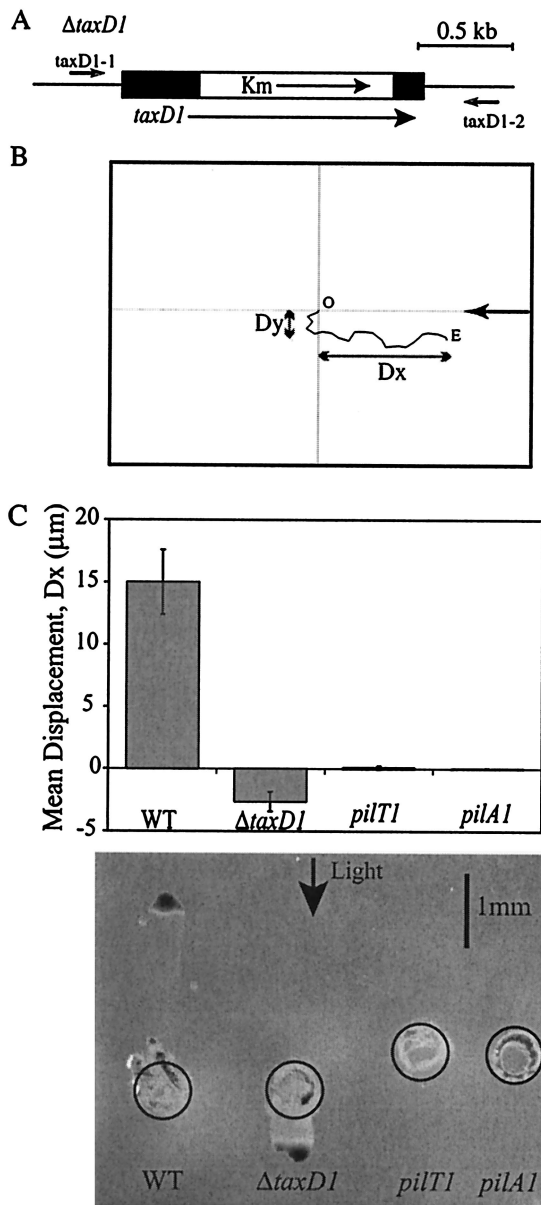 A
ΔtaxD1
0.5 kb
taxD1-1
Km
taxD1
taxD1-2
B
O
E
Dy
Dx
C
Mean Displacement, Dx (μm)
20
15
10
5
0
-5
WT
ΔtaxD1
pilT1
pilA1
Light
1mm
WT
ΔtaxD1
pilT1
pilA1